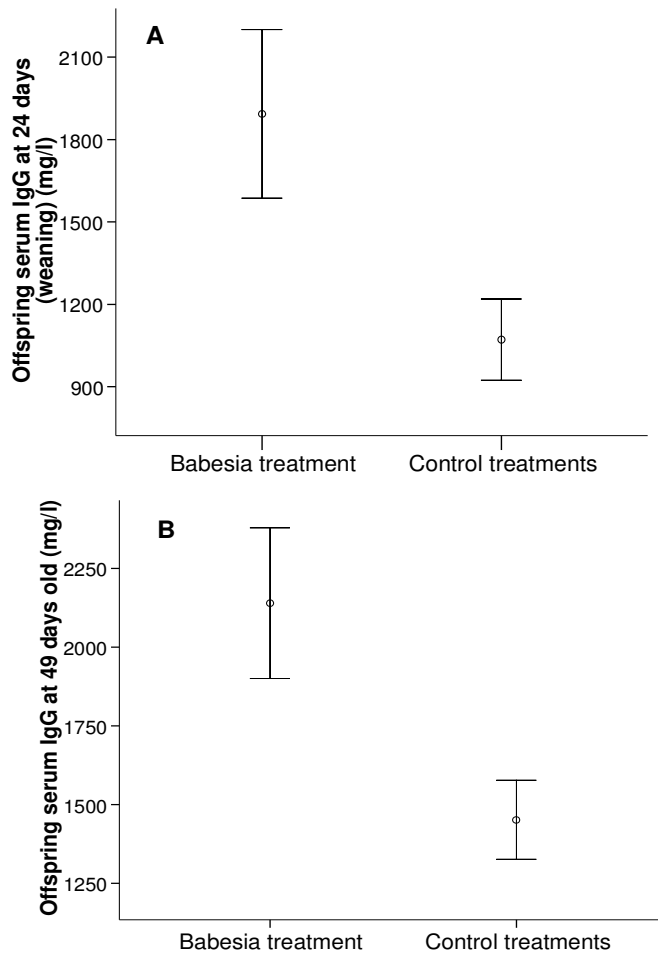 A
Offspring serum IgG at 24 days
(weaning) (mg/l)
2100
1800
1500
1200
900
Babesia treatment
Control treatments
B
Offspring serum IgG at 49 days old (mg/l)
2250
2000
1750
1500
1250
Babesia treatment
Control treatments